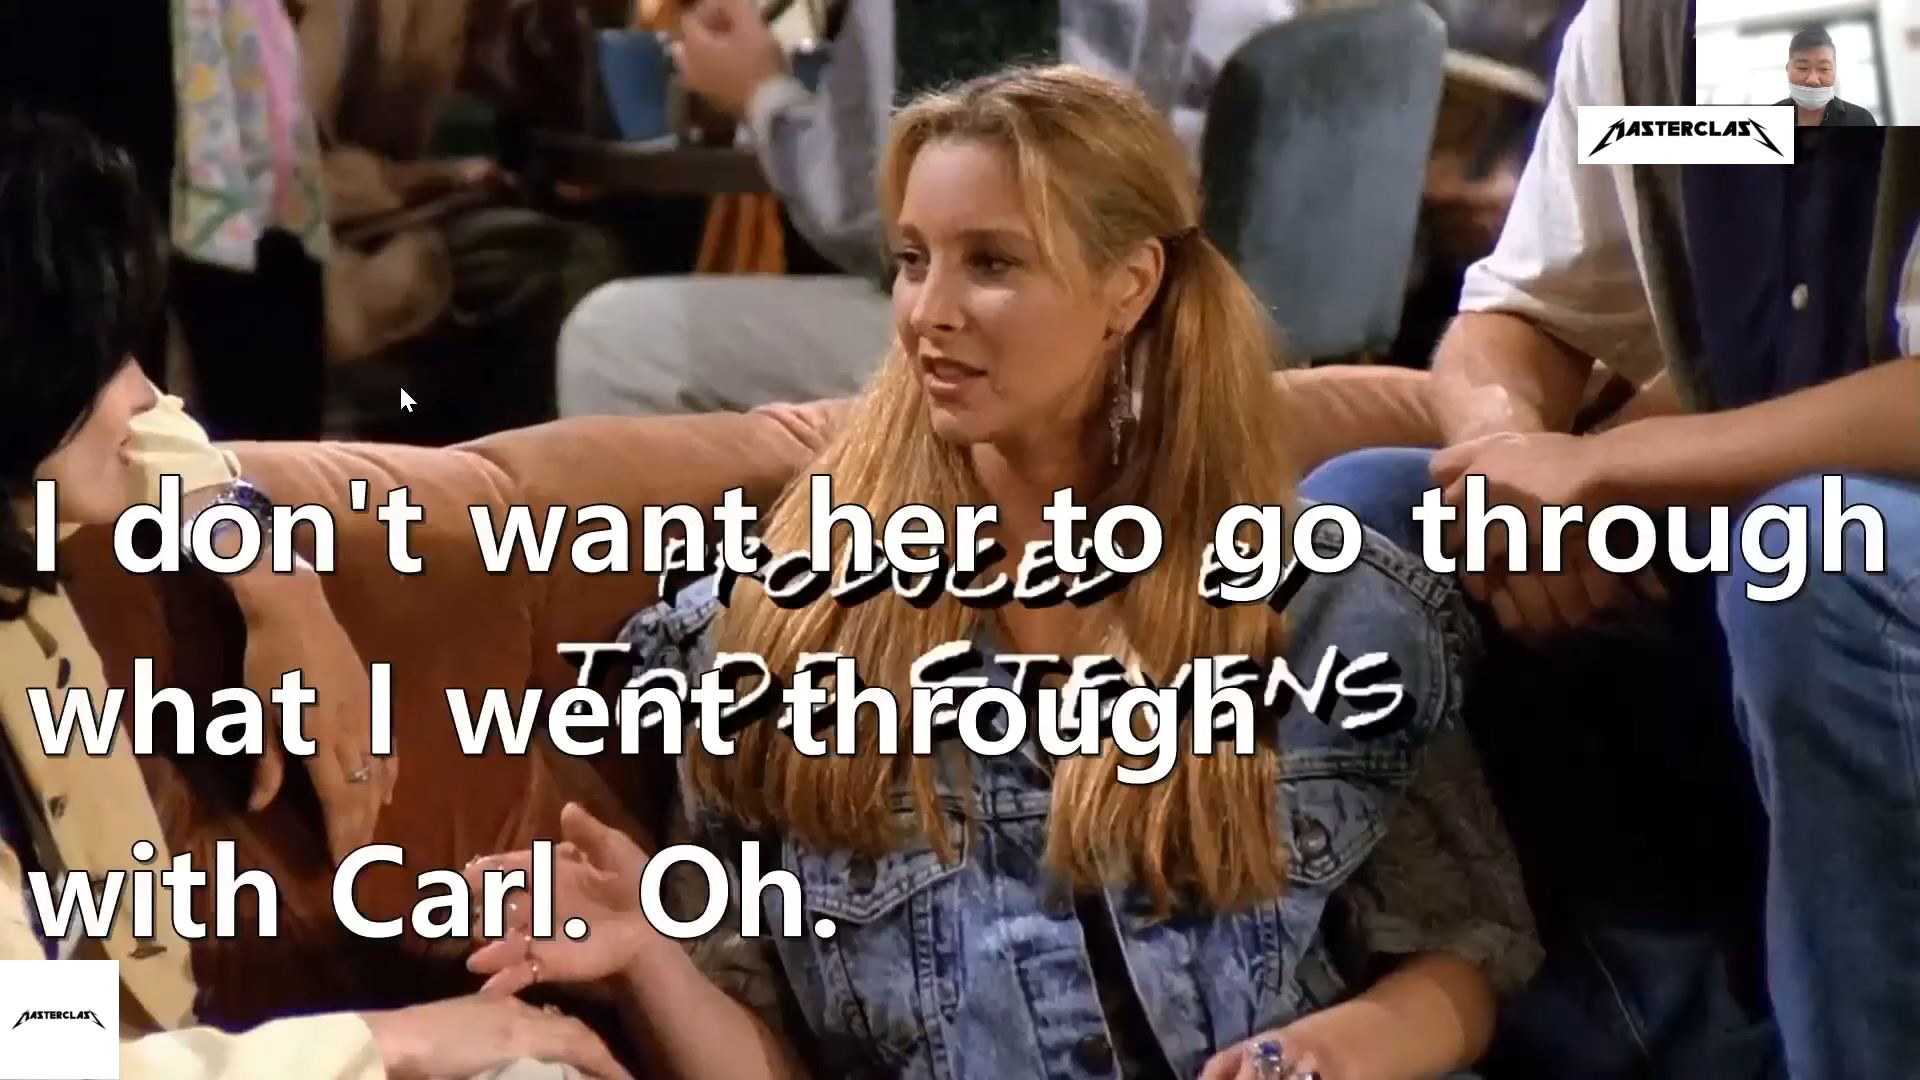 MASTERCLASS
I don't want her to go through
PRODUCED BY
TODD STEVENS
what I went through
with Carl. Oh.
MASTERCLASS